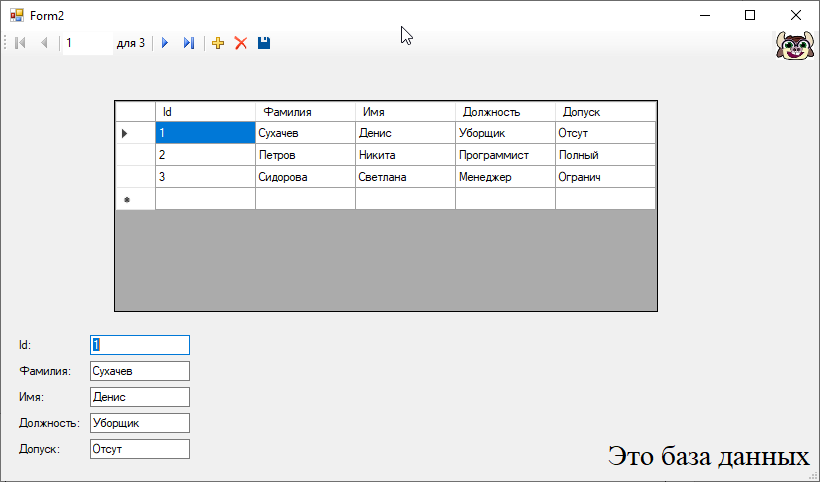 Form2
1 для 3
Id Фамилия Имя Должность Допуск
1 Сухачев Денис Уборщик Отсут
2 Петров Никита Программист Полный
3 Сидорова Светлана Менеджер Огранич
Id: 1
Фамилия: Сухачев
Имя: Денис
Должность: Уборщик
Допуск: Отсут
Это база данных